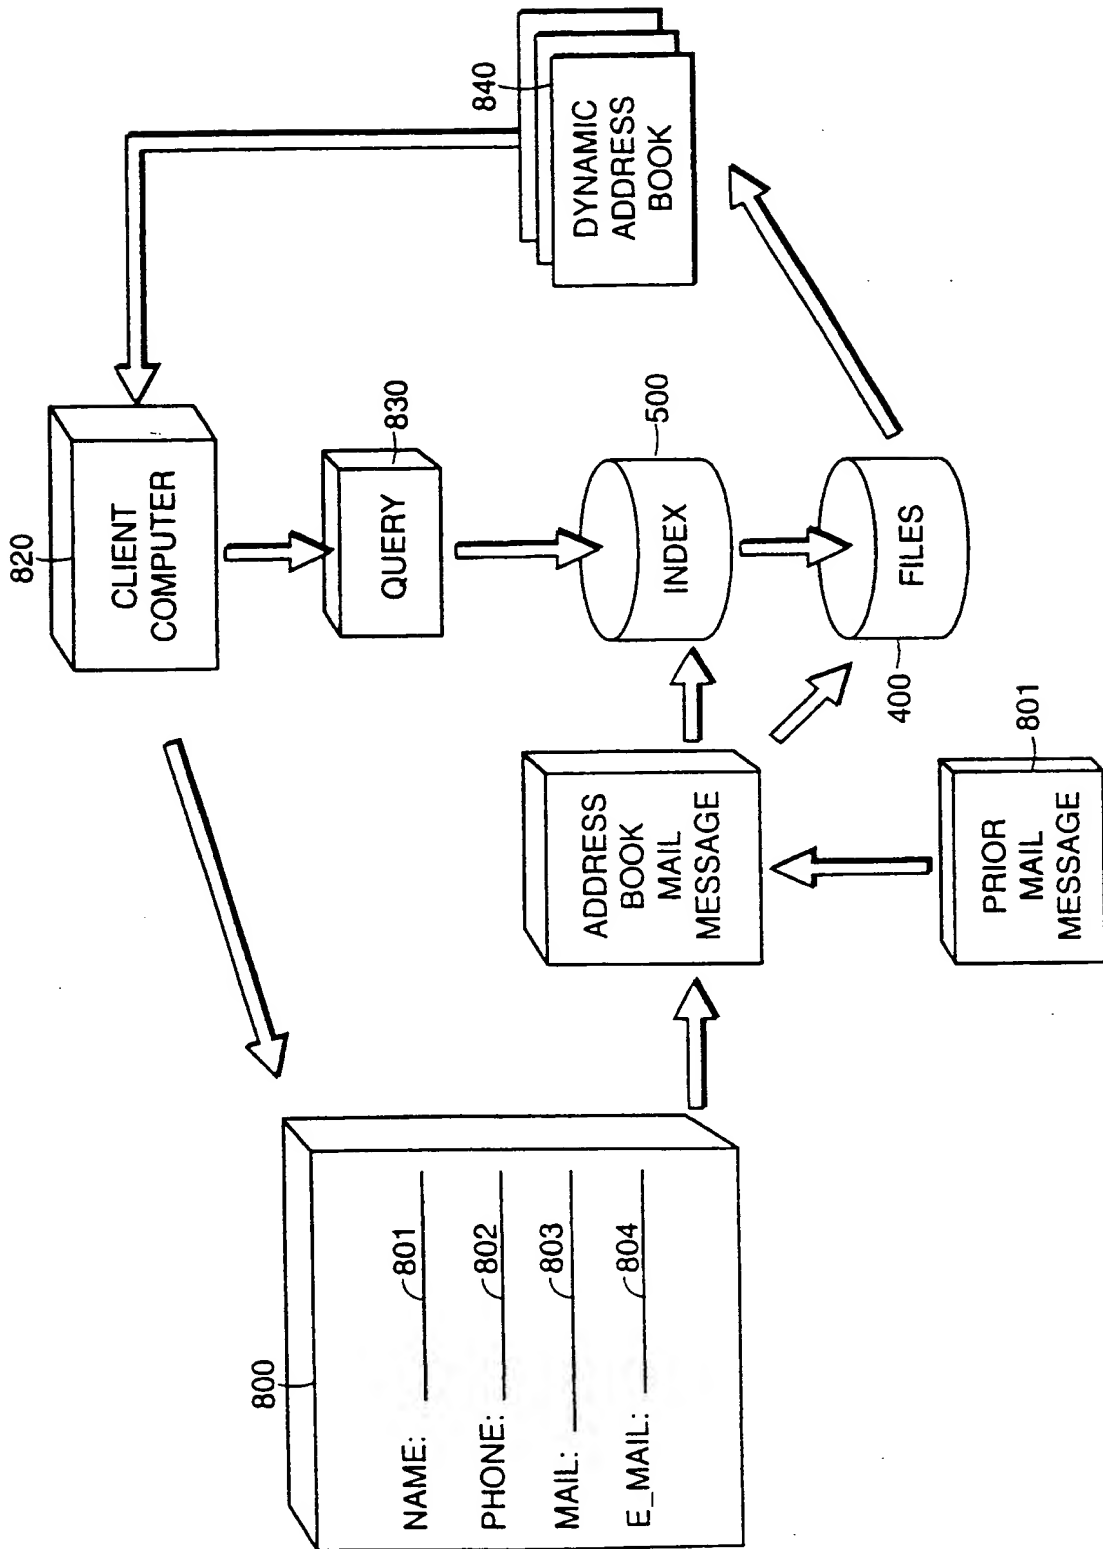 800
NAME: 801
PHONE: 802
MAIL: 803
E_MAIL: 804
820
CLIENT
COMPUTER
QUERY
830
INDEX
500
FILES
400
ADDRESS
BOOK
MAIL
MESSAGE
PRIOR
MAIL
MESSAGE
801
840
DYNAMIC
ADDRESS
BOOK